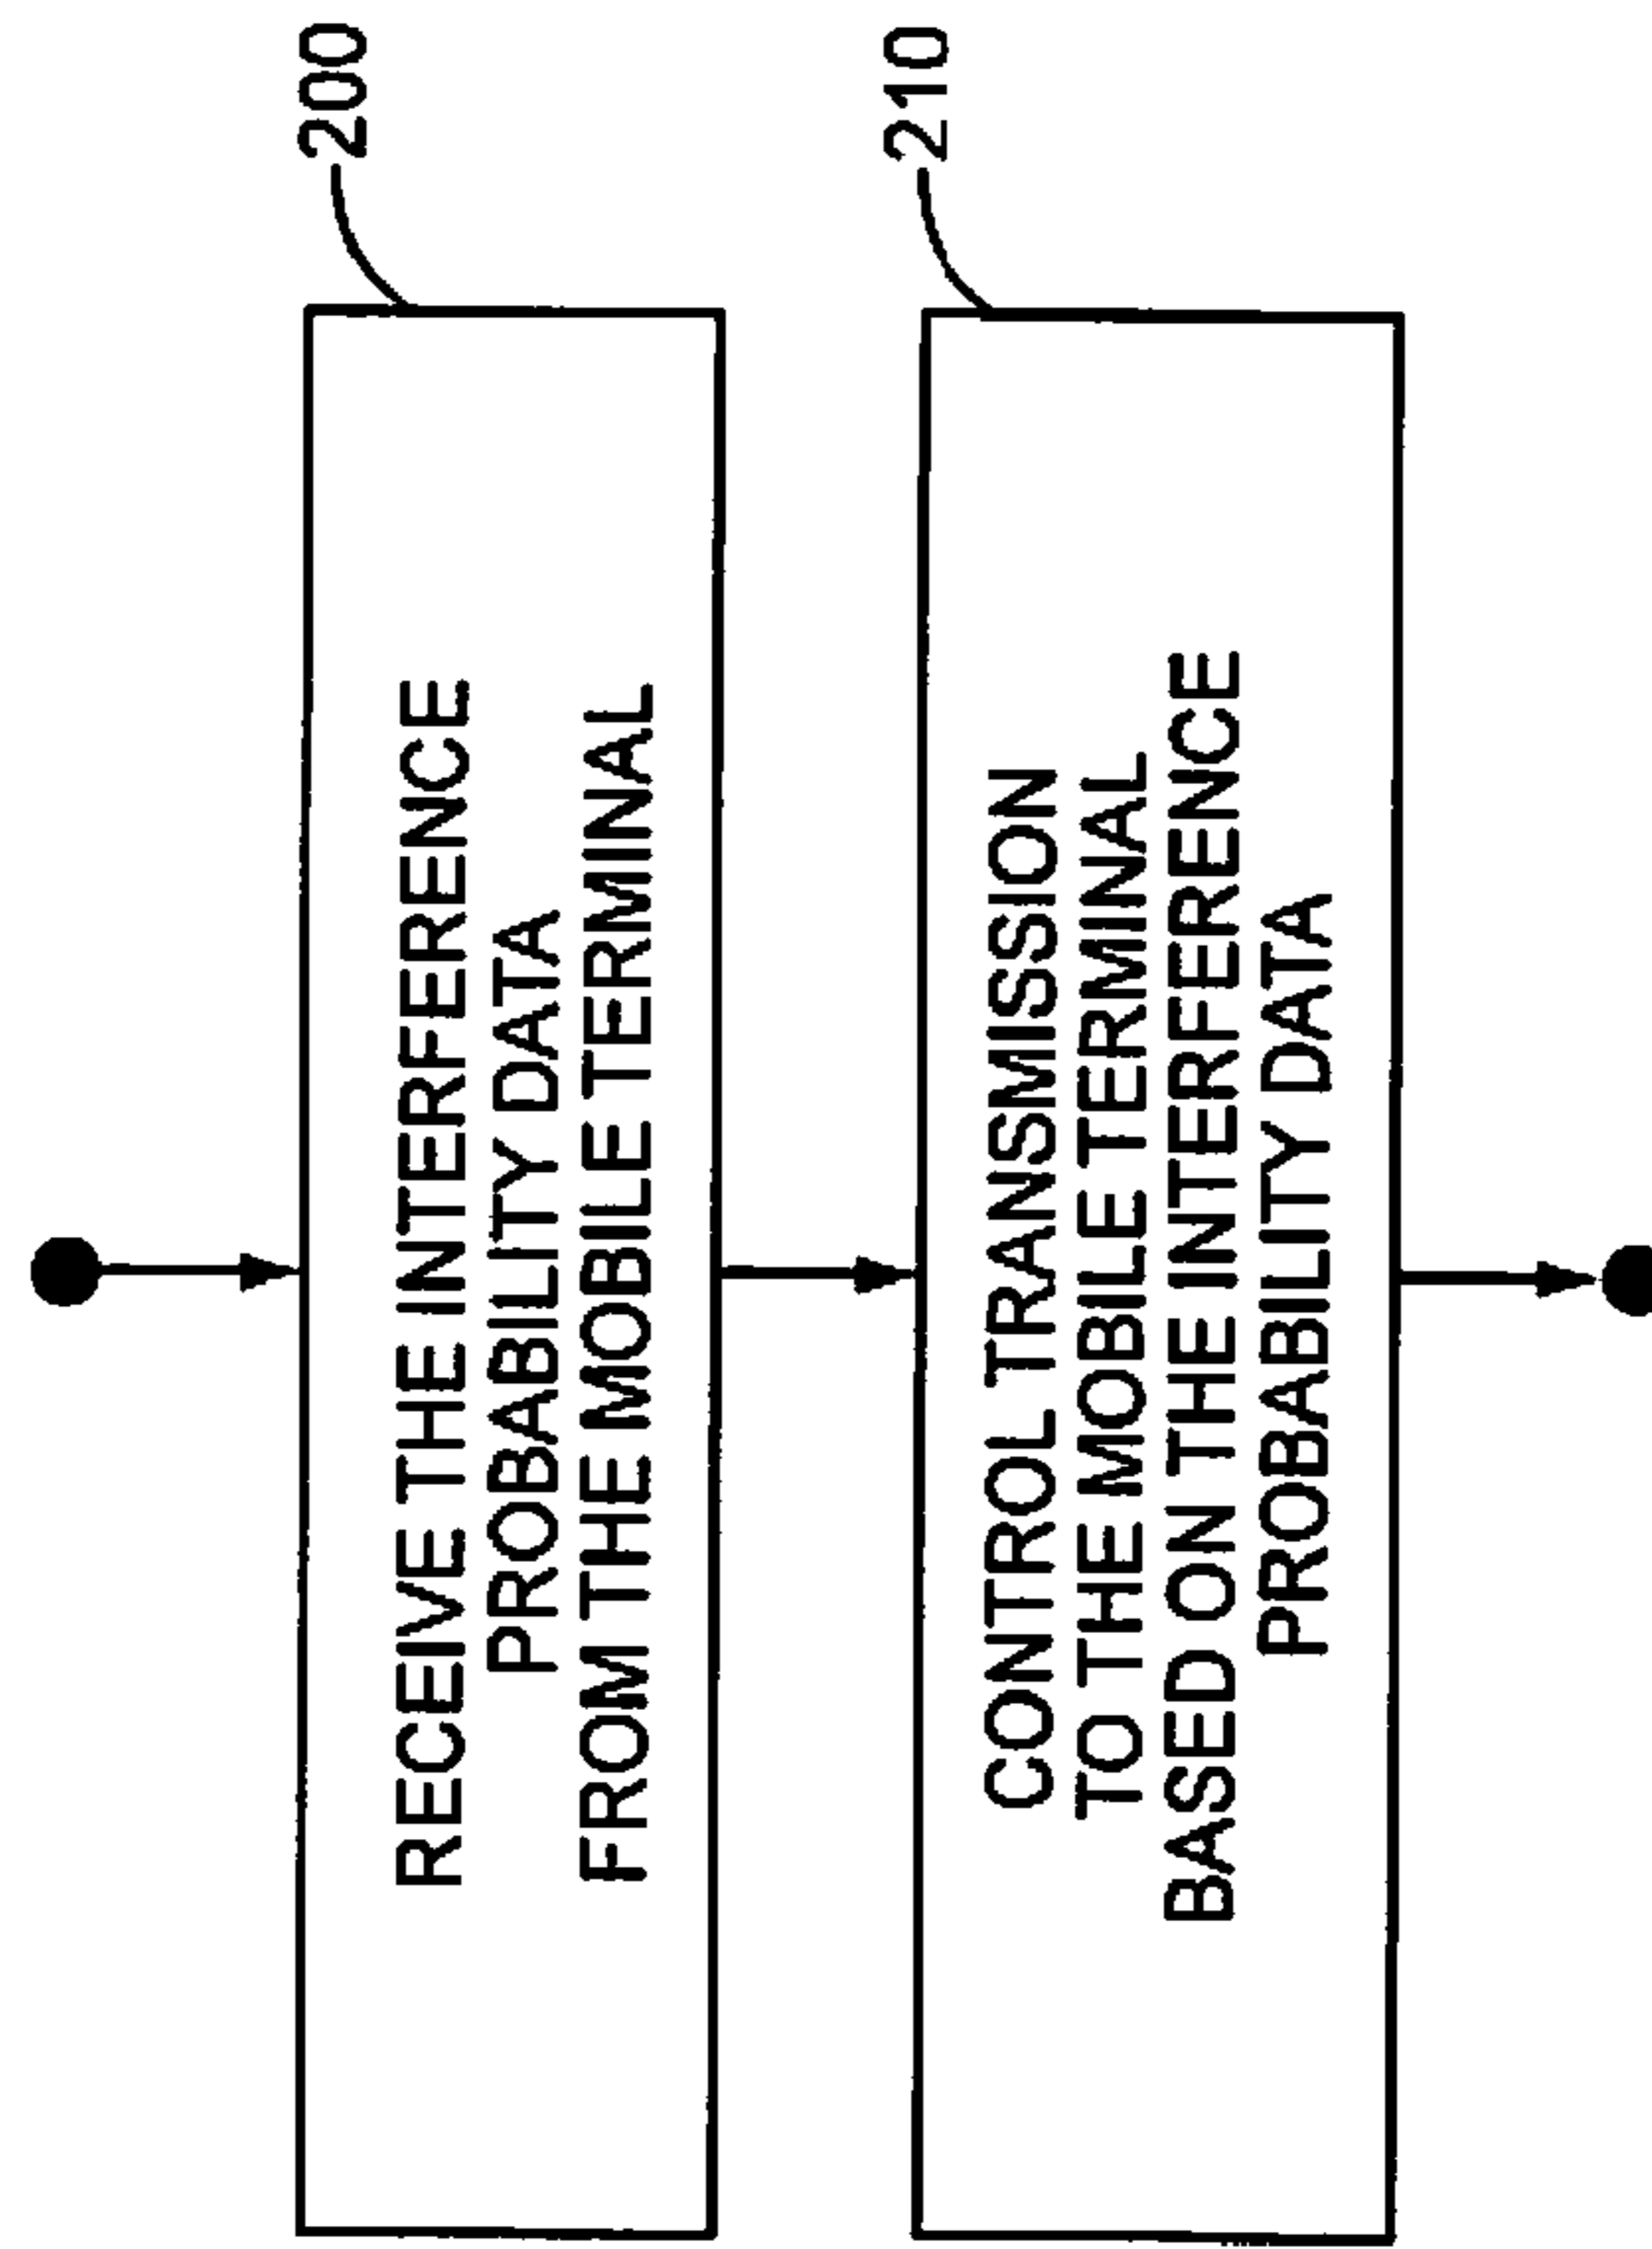 200
RECEIVE THE INTERFERENCE
PROBABILITY DATA
FROM THE MOBILE TERMINAL
210
CONTROL TRANSMISSION
TO THE MOBILE TERMINAL
BASED ON THE INTERFERENCE
PROBABILITY DATA